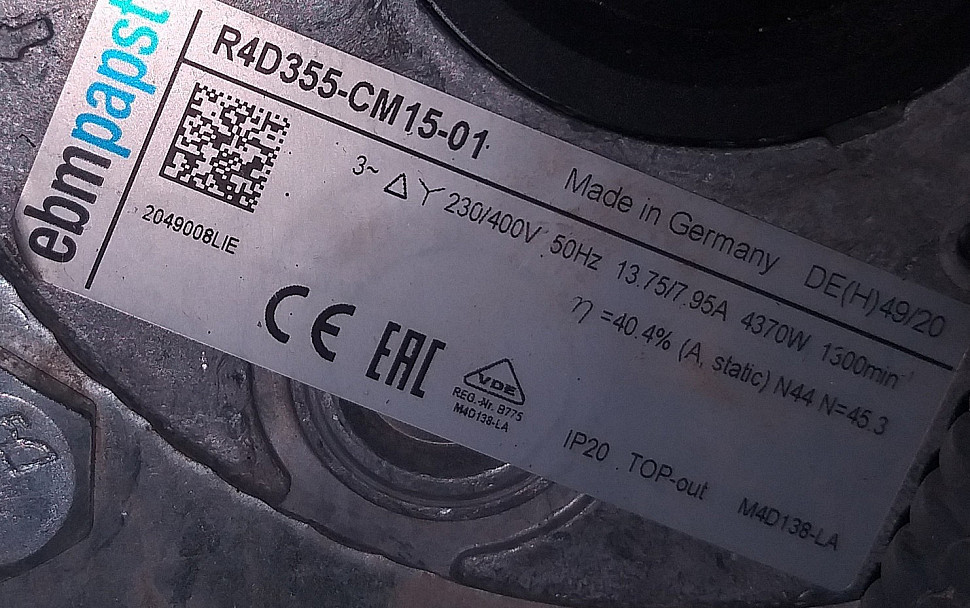 ebmpapst
R4D355-CM15-01
Made in Germany DE(H)49/20
2049008LIE
3~ Δ Y 230/400V 50Hz 13.75/7.95A 4370W 1300min⁻¹
η =40.4% (A, static) N44 N=45.3
CE EAC VDE
REG.-Nr. B775
M4D138-LA
IP20 TOP-out M4D138-LA